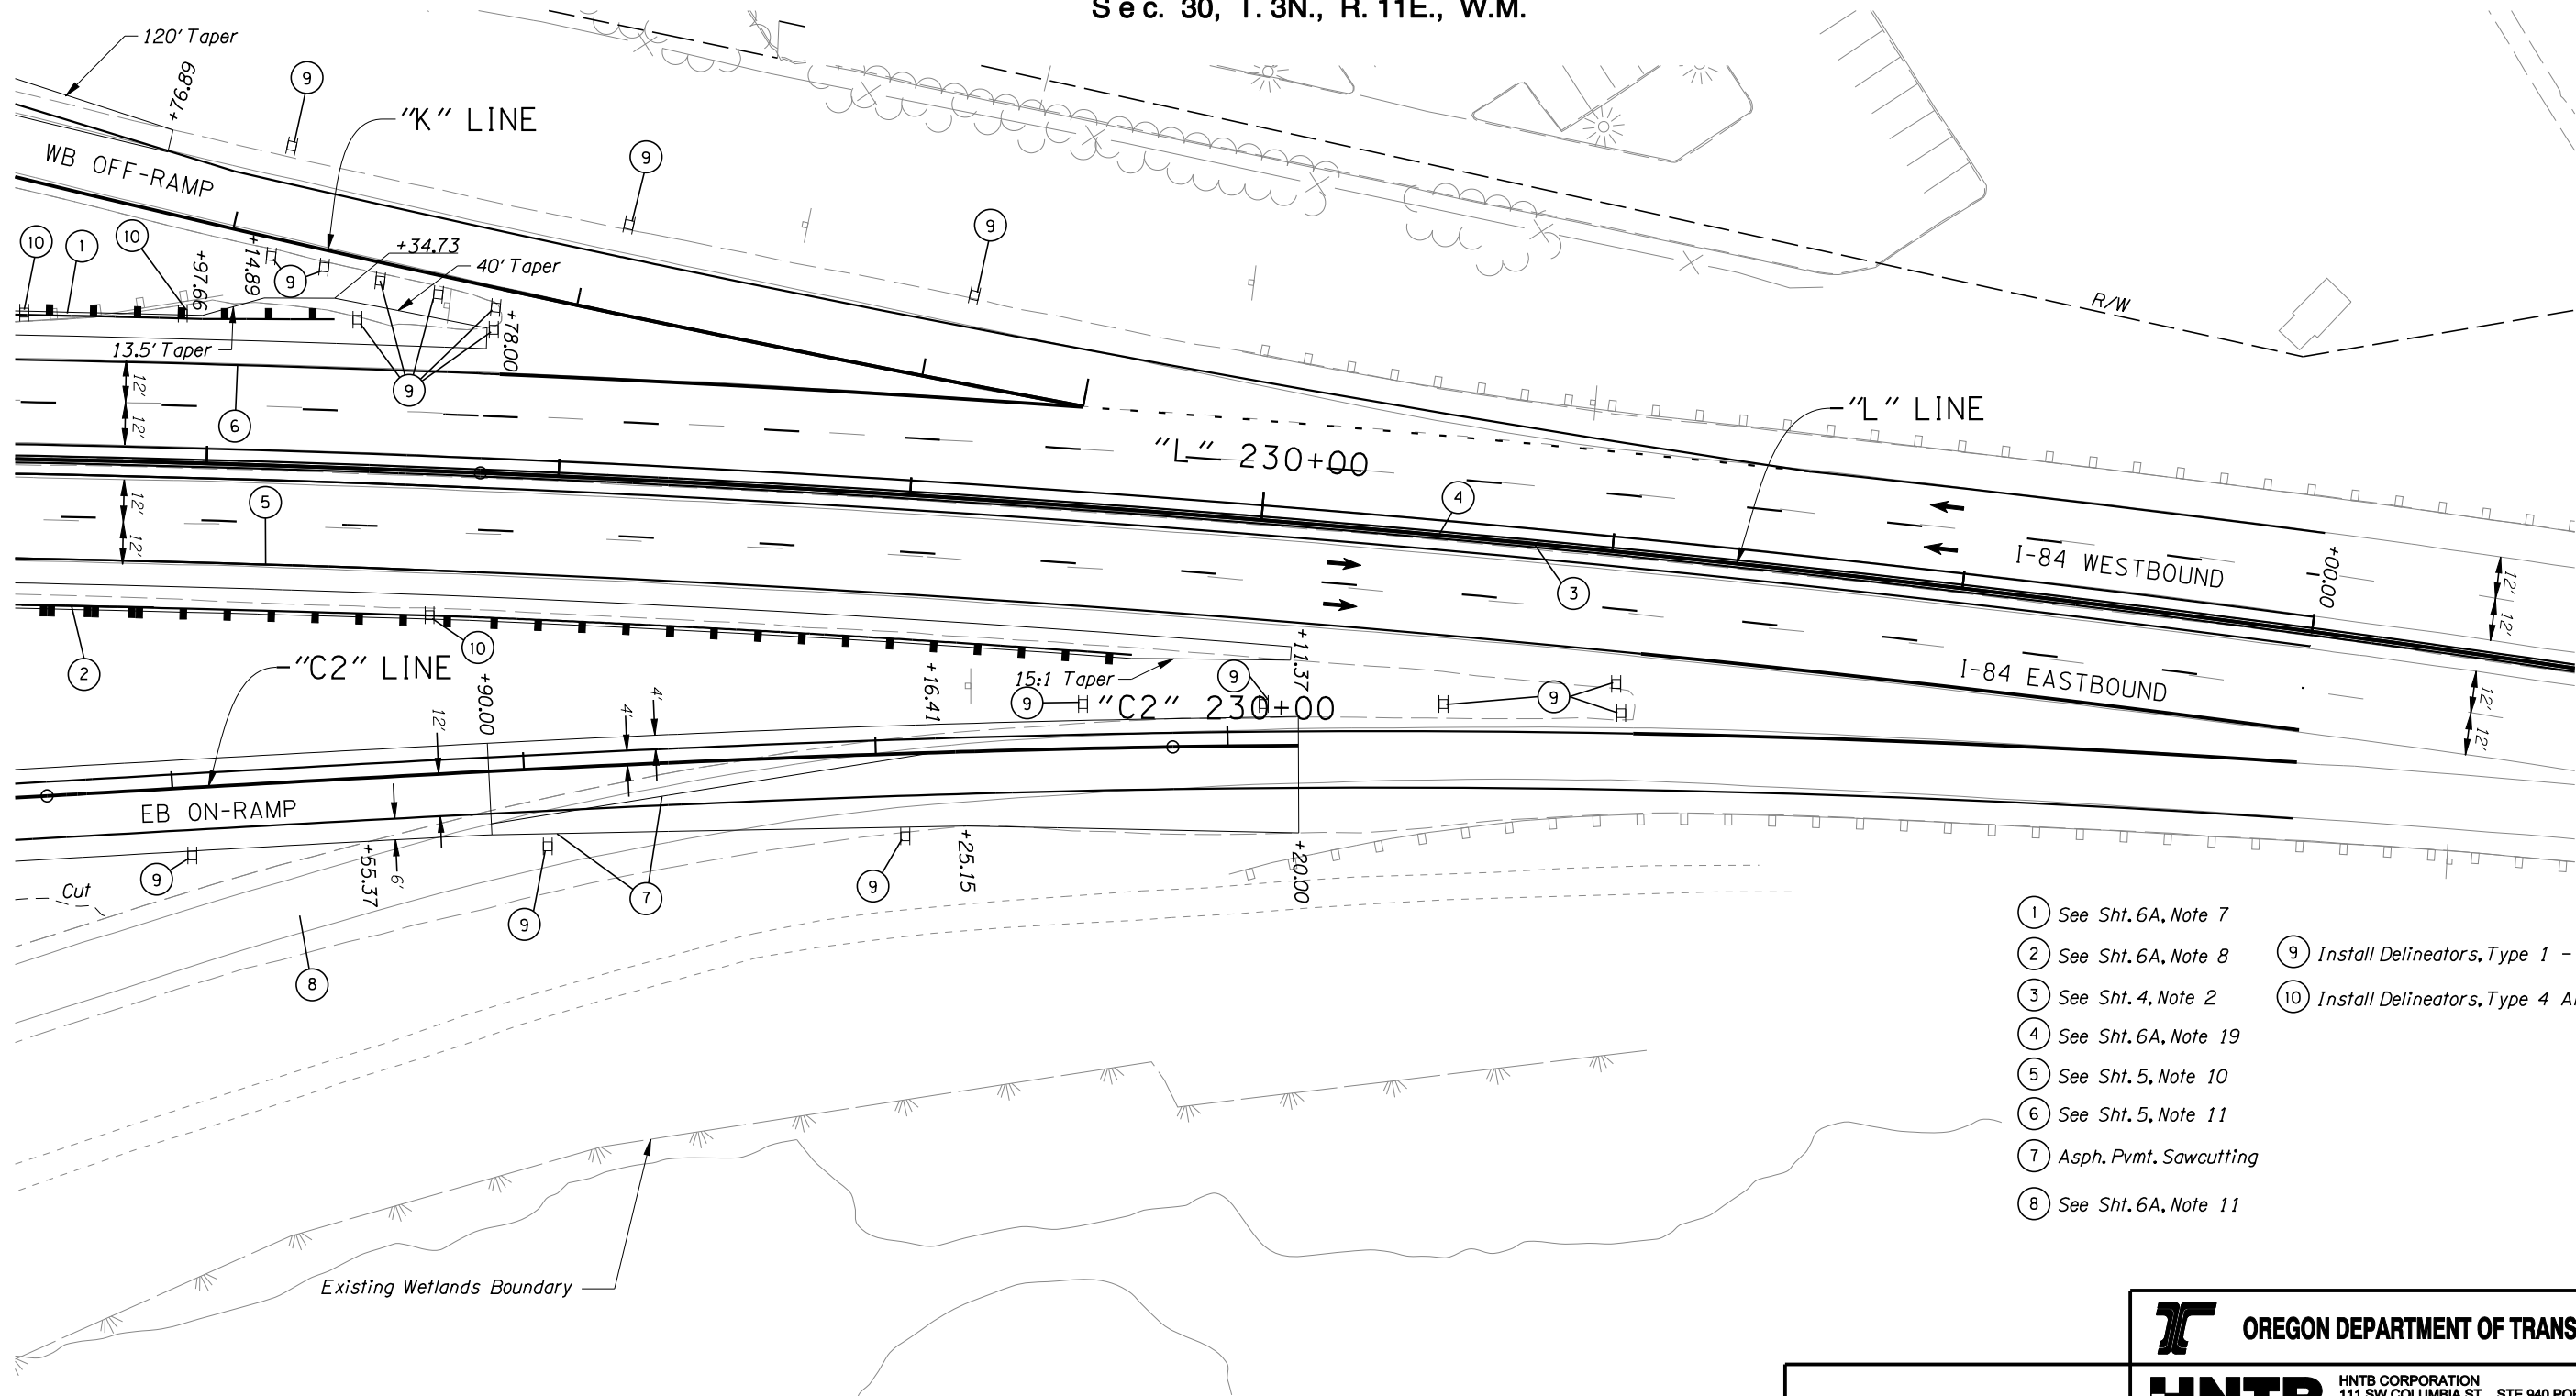 Sec. 30, T. 3N., R. 11E., W.M.
120' Taper
+76.89
9
"K" LINE
9
WB OFF-RAMP
9
10
1
10
+97.66
+14.89
9
+34.73
40' Taper
13.5' Taper
+78.00
R/W
9
12'
12'
6
"L" LINE
"L" 230+00
4
5
12'
12'
3
I-84 WESTBOUND
+00.00
12'
12'
2
10
"C2" LINE
+90.00
12'
4'
4'
+16.41
15:1 Taper
9
9
+11.37
"C2" 230+00
9
I-84 EASTBOUND
12'
12'
EB ON-RAMP
9
+55.37
6'
9
7
9
+25.15
+20.00
Cut
8
1 See Sht. 6A, Note 7
2 See Sht. 6A, Note 8
3 See Sht. 4, Note 2
4 See Sht. 6A, Note 19
5 See Sht. 5, Note 10
6 See Sht. 5, Note 11
7 Asph. Pvmt. Sawcutting
8 See Sht. 6A, Note 11
9 Install Delineators, Type 1 -
10 Install Delineators, Type 4
Existing Wetlands Boundary
OREGON DEPARTMENT OF TRANS
HNTB
HNTB CORPORATION
111 SW COLUMBIA ST., STE 940